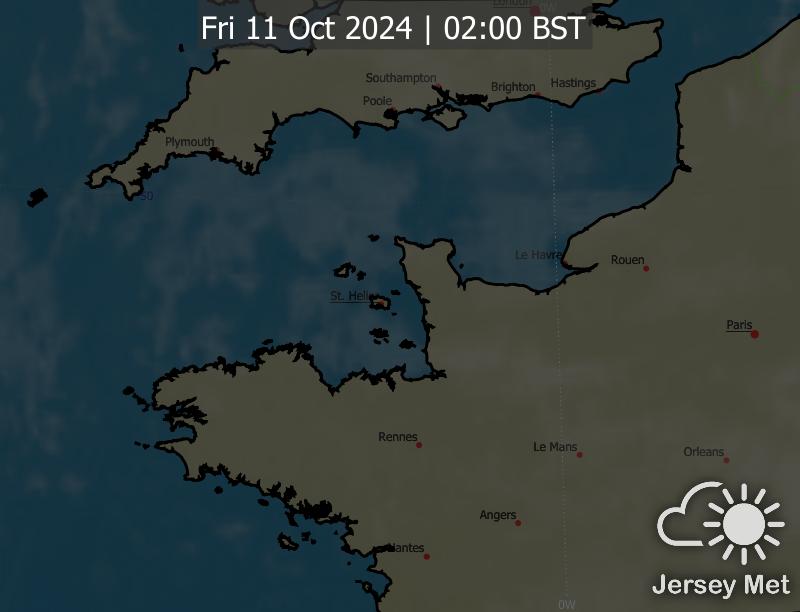 London
0W
Fri 11 Oct 2024 | 02:00 BST
Southampton
Brighton
Hastings
Poole
Plymouth
50
Le Havre
Rouen
St. Helier
Paris
Rennes
Le Mans
Orleans
Angers
Nantes
Jersey Met
0W